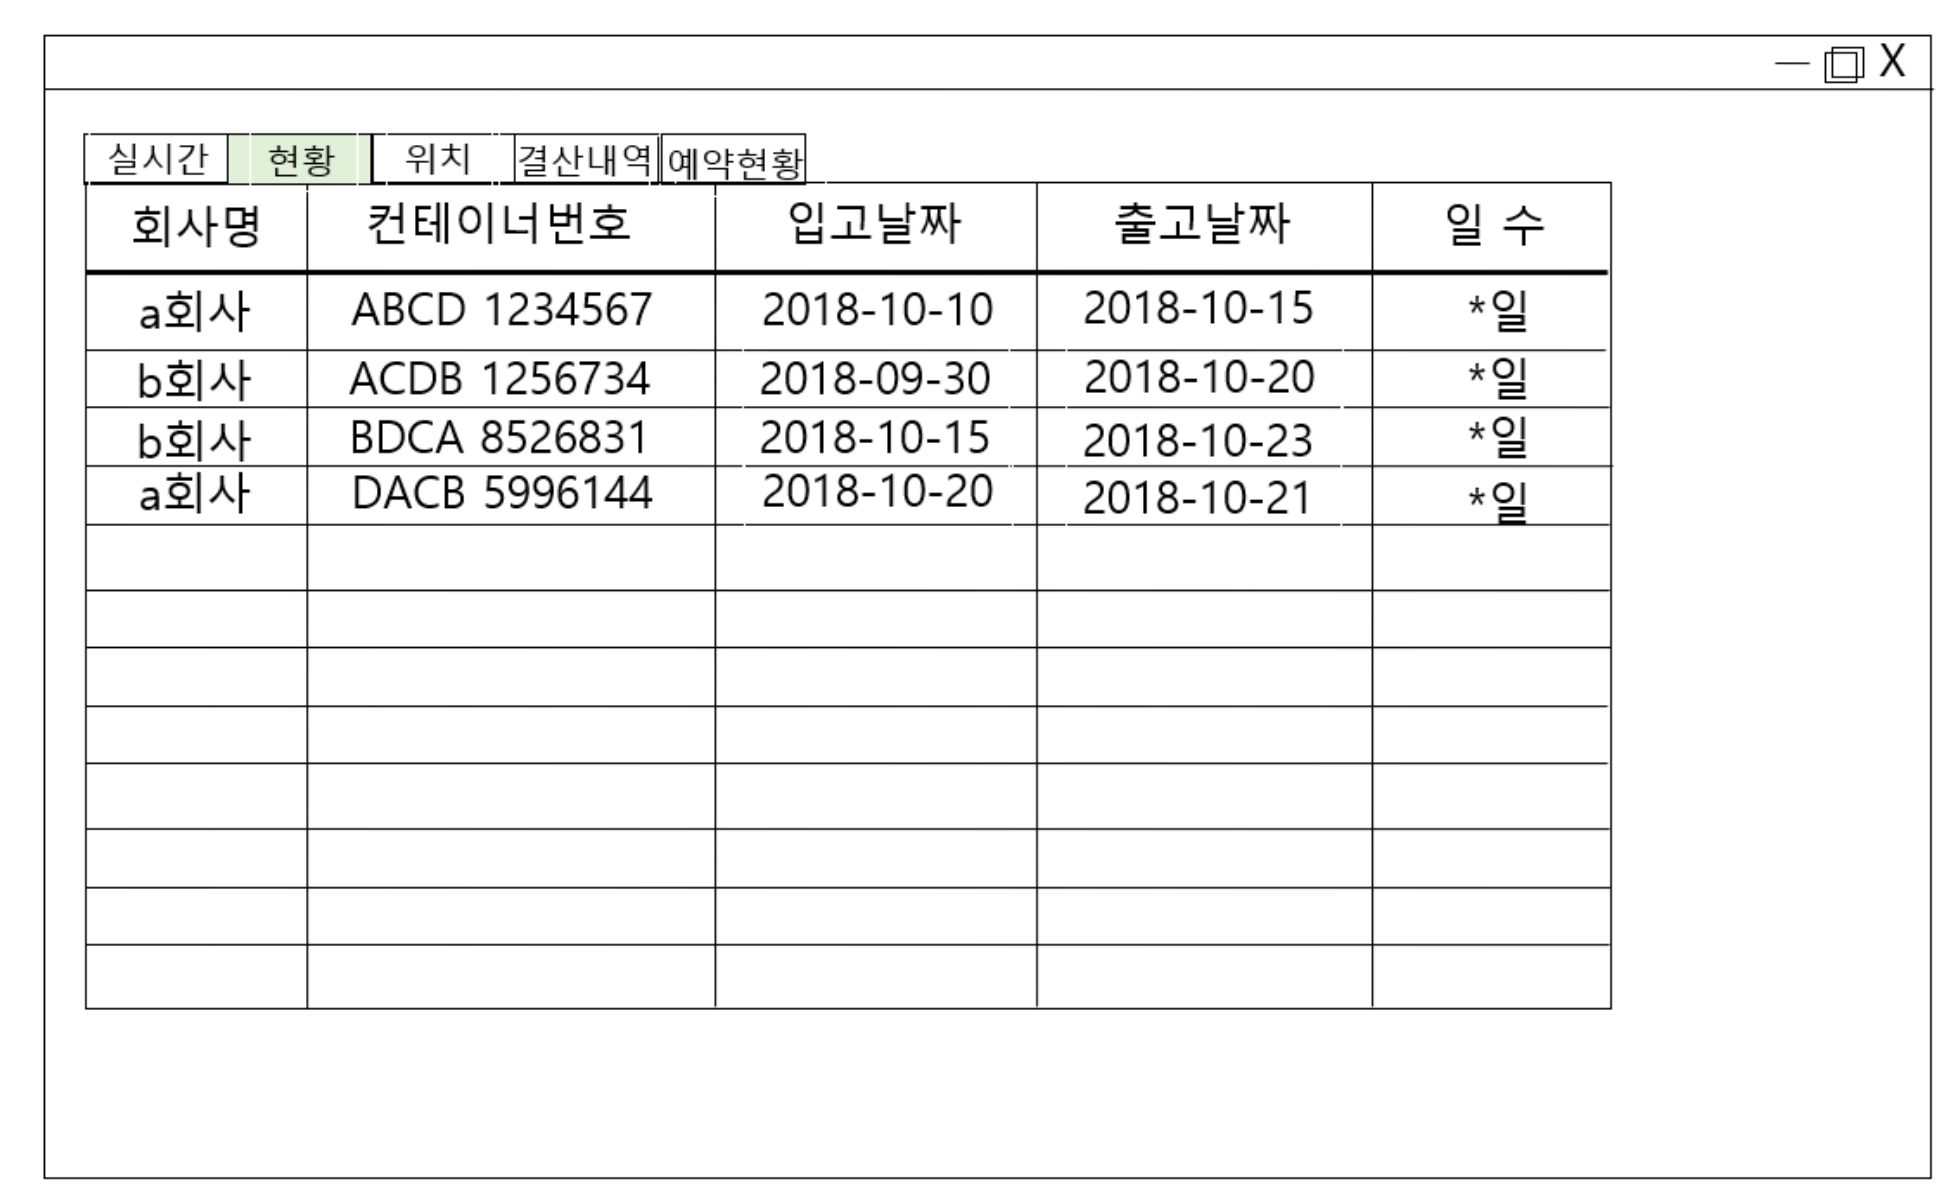 X
실시간 현황 위치 결산내역 예약현황
회사명 컨테이너번호 입고날짜 출고날짜 일 수
a회사 ABCD 1234567 2018-10-10 2018-10-15 *일
b회사 ACDB 1256734 2018-09-30 2018-10-20 *일
b회사 BDCA 8526831 2018-10-15 2018-10-23 *일
a회사 DACB 5996144 2018-10-20 2018-10-21 *일